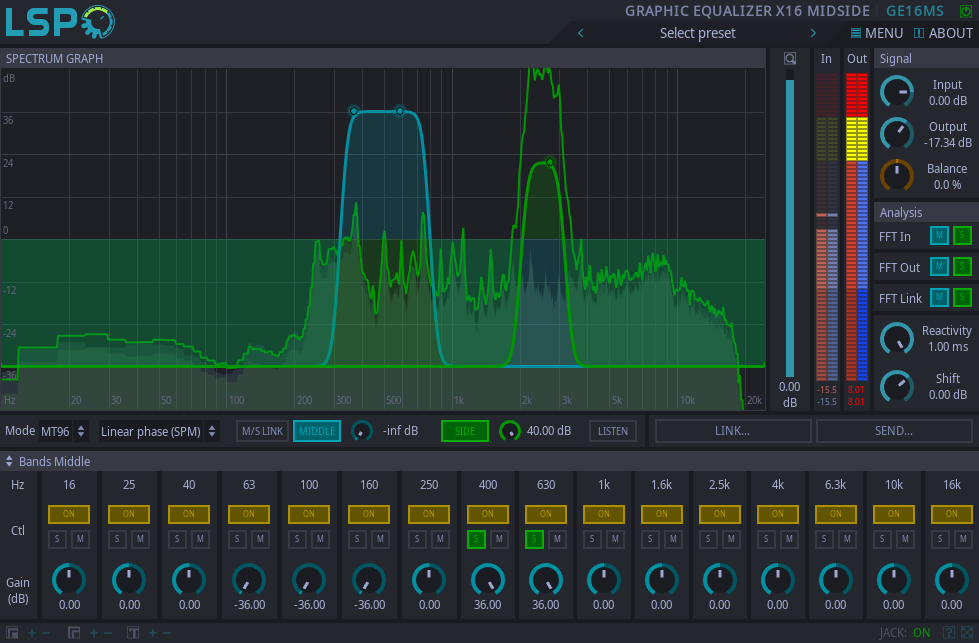 LSP
GRAPHIC EQUALIZER X16 MIDSIDE GE16MS
Select preset
MENU ABOUT
SPECTRUM GRAPH
dB
36
24
12
0
-12
-24
-36
Hz 20 30 50 100 200 300 500 1k 2k 3k 5k 10k 20k
0.00
dB
In Out
-15.5 8.01
-15.5 8.01
Signal
Input
0.00 dB
Output
-17.34 dB
Balance
0.0 %
Analysis
FFT In M S
FFT Out M S
FFT Link M S
Reactivity
1.00 ms
Shift
0.00 dB
Mode MT96 Linear phase (SPM) M/S LINK MIDDLE -inf dB SIDE 40.00 dB LISTEN LINK... SEND...
Bands Middle
Hz 16 25 40 63 100 160 250 400 630 1k 1.6k 2.5k 4k 6.3k 10k 16k
ON ON ON ON ON ON ON ON ON ON ON ON ON ON ON ON
Ctl
S M S M S M S M S M S M S M S M S M S M S M S M S M S M S M S M
Gain
(dB)
0.00 0.00 0.00 -36.00 -36.00 -36.00 0.00 36.00 36.00 0.00 0.00 0.00 0.00 0.00 0.00 0.00
JACK: ON